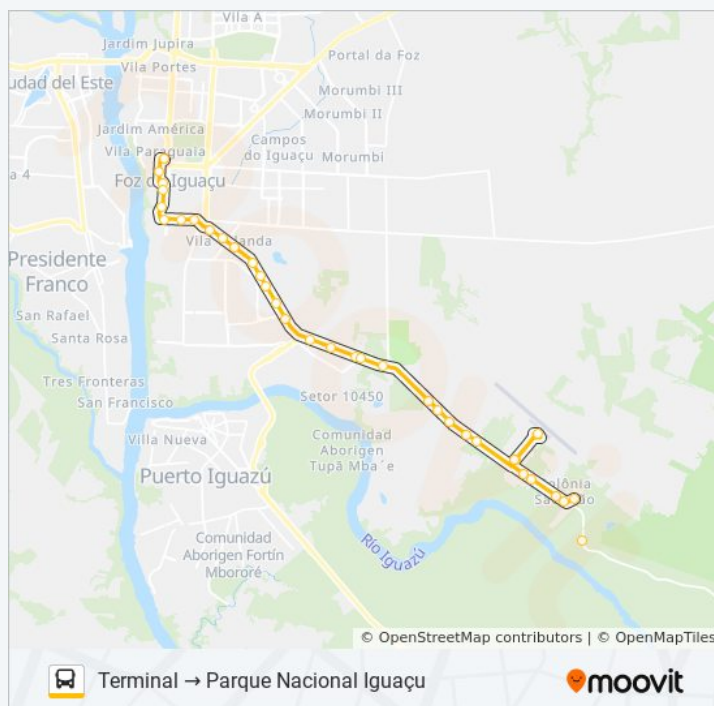 Vila A
Jardim Jupira
Portal da Foz
Vila Portes
udad del Este
Morumbi III
Morumbi II
Jardim América
Campos
do Iguaçu
Vila Paraguaia
Morumbi
a 4
Foz do Iguaçu
Presidente
Franco
San Rafael
Santa Rosa
Tres Fronteras
San Francisco
Setor 10450
Villa Nueva
Comunidad
Aborigen
Tupã Mba´e
Puerto Iguazú
Río Iguazú
Comunidad
Aborigen Fortín
Mbororé
© OpenStreetMap contributors | © OpenMapTiles
Terminal → Parque Nacional Iguaçu
moovit